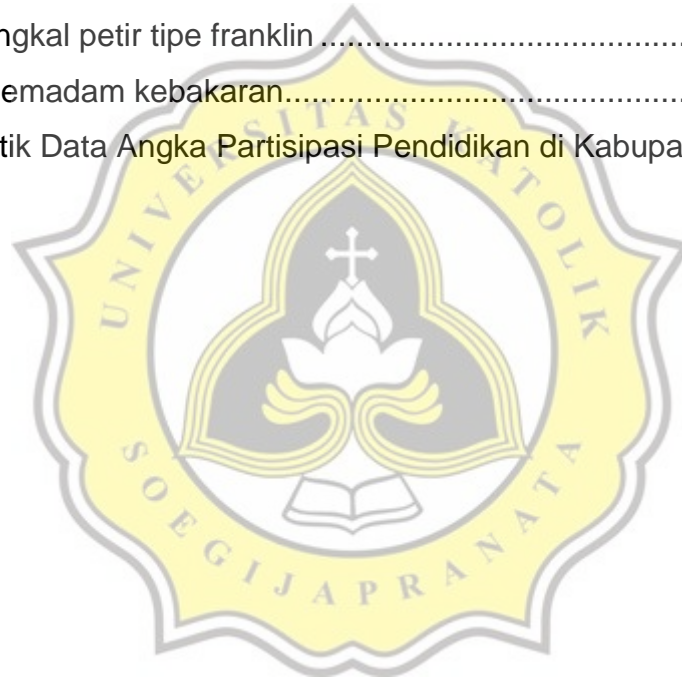 ngkal petir tipe franklin ..........................................
emadam kebakaran..............................................
tik Data Angka Partisipasi Pendidikan di Kabupa
UNIVERSITAS KATOLIK
SOEGIJAPRANATA